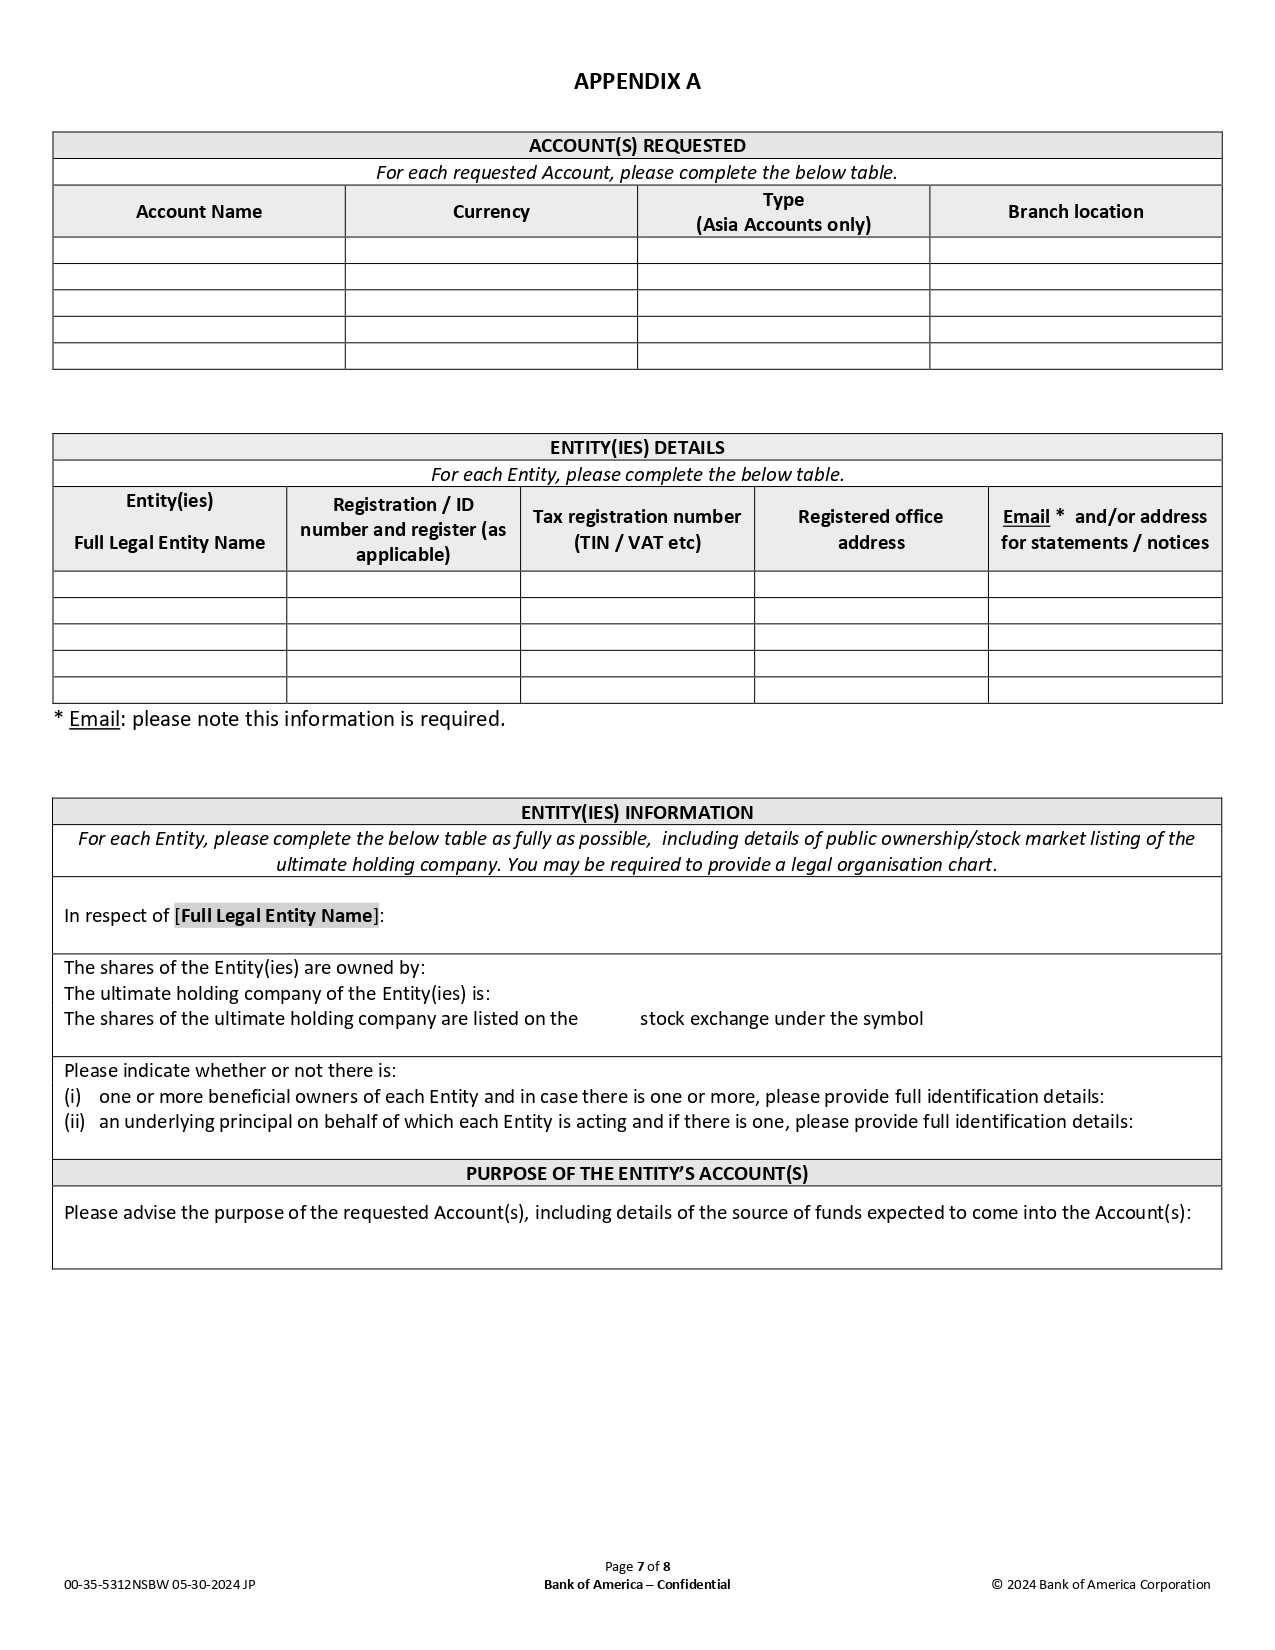 APPENDIX A
ACCOUNT(S) REQUESTED
For each requested Account, please complete the below table.
Account Name
Currency
Type
(Asia Accounts only)
Branch location
ENTITY(IES) DETAILS
For each Entity, please complete the below table.
Entity(ies)
Full Legal Entity Name
Registration / ID
number and register (as
applicable)
Tax registration number
(TIN / VAT etc)
Registered office
address
Email * and/or address
for statements / notices
* Email: please note this information is required.
ENTITY(IES) INFORMATION
For each Entity, please complete the below table as fully as possible, including details of public ownership/stock market listing of the
ultimate holding company. You may be required to provide a legal organisation chart.
In respect of [Full Legal Entity Name]:
The shares of the Entity(ies) are owned by:
The ultimate holding company of the Entity(ies) is:
The shares of the ultimate holding company are listed on the stock exchange under the symbol
Please indicate whether or not there is:
(i) one or more beneficial owners of each Entity and in case there is one or more, please provide full identification details:
(ii) an underlying principal on behalf of which each Entity is acting and if there is one, please provide full identification details:
PURPOSE OF THE ENTITY’S ACCOUNT(S)
Please advise the purpose of the requested Account(s), including details of the source of funds expected to come into the Account(s):
Page 7 of 8
00-35-5312NSBW 05-30-2024 JP
Bank of America – Confidential
© 2024 Bank of America Corporation